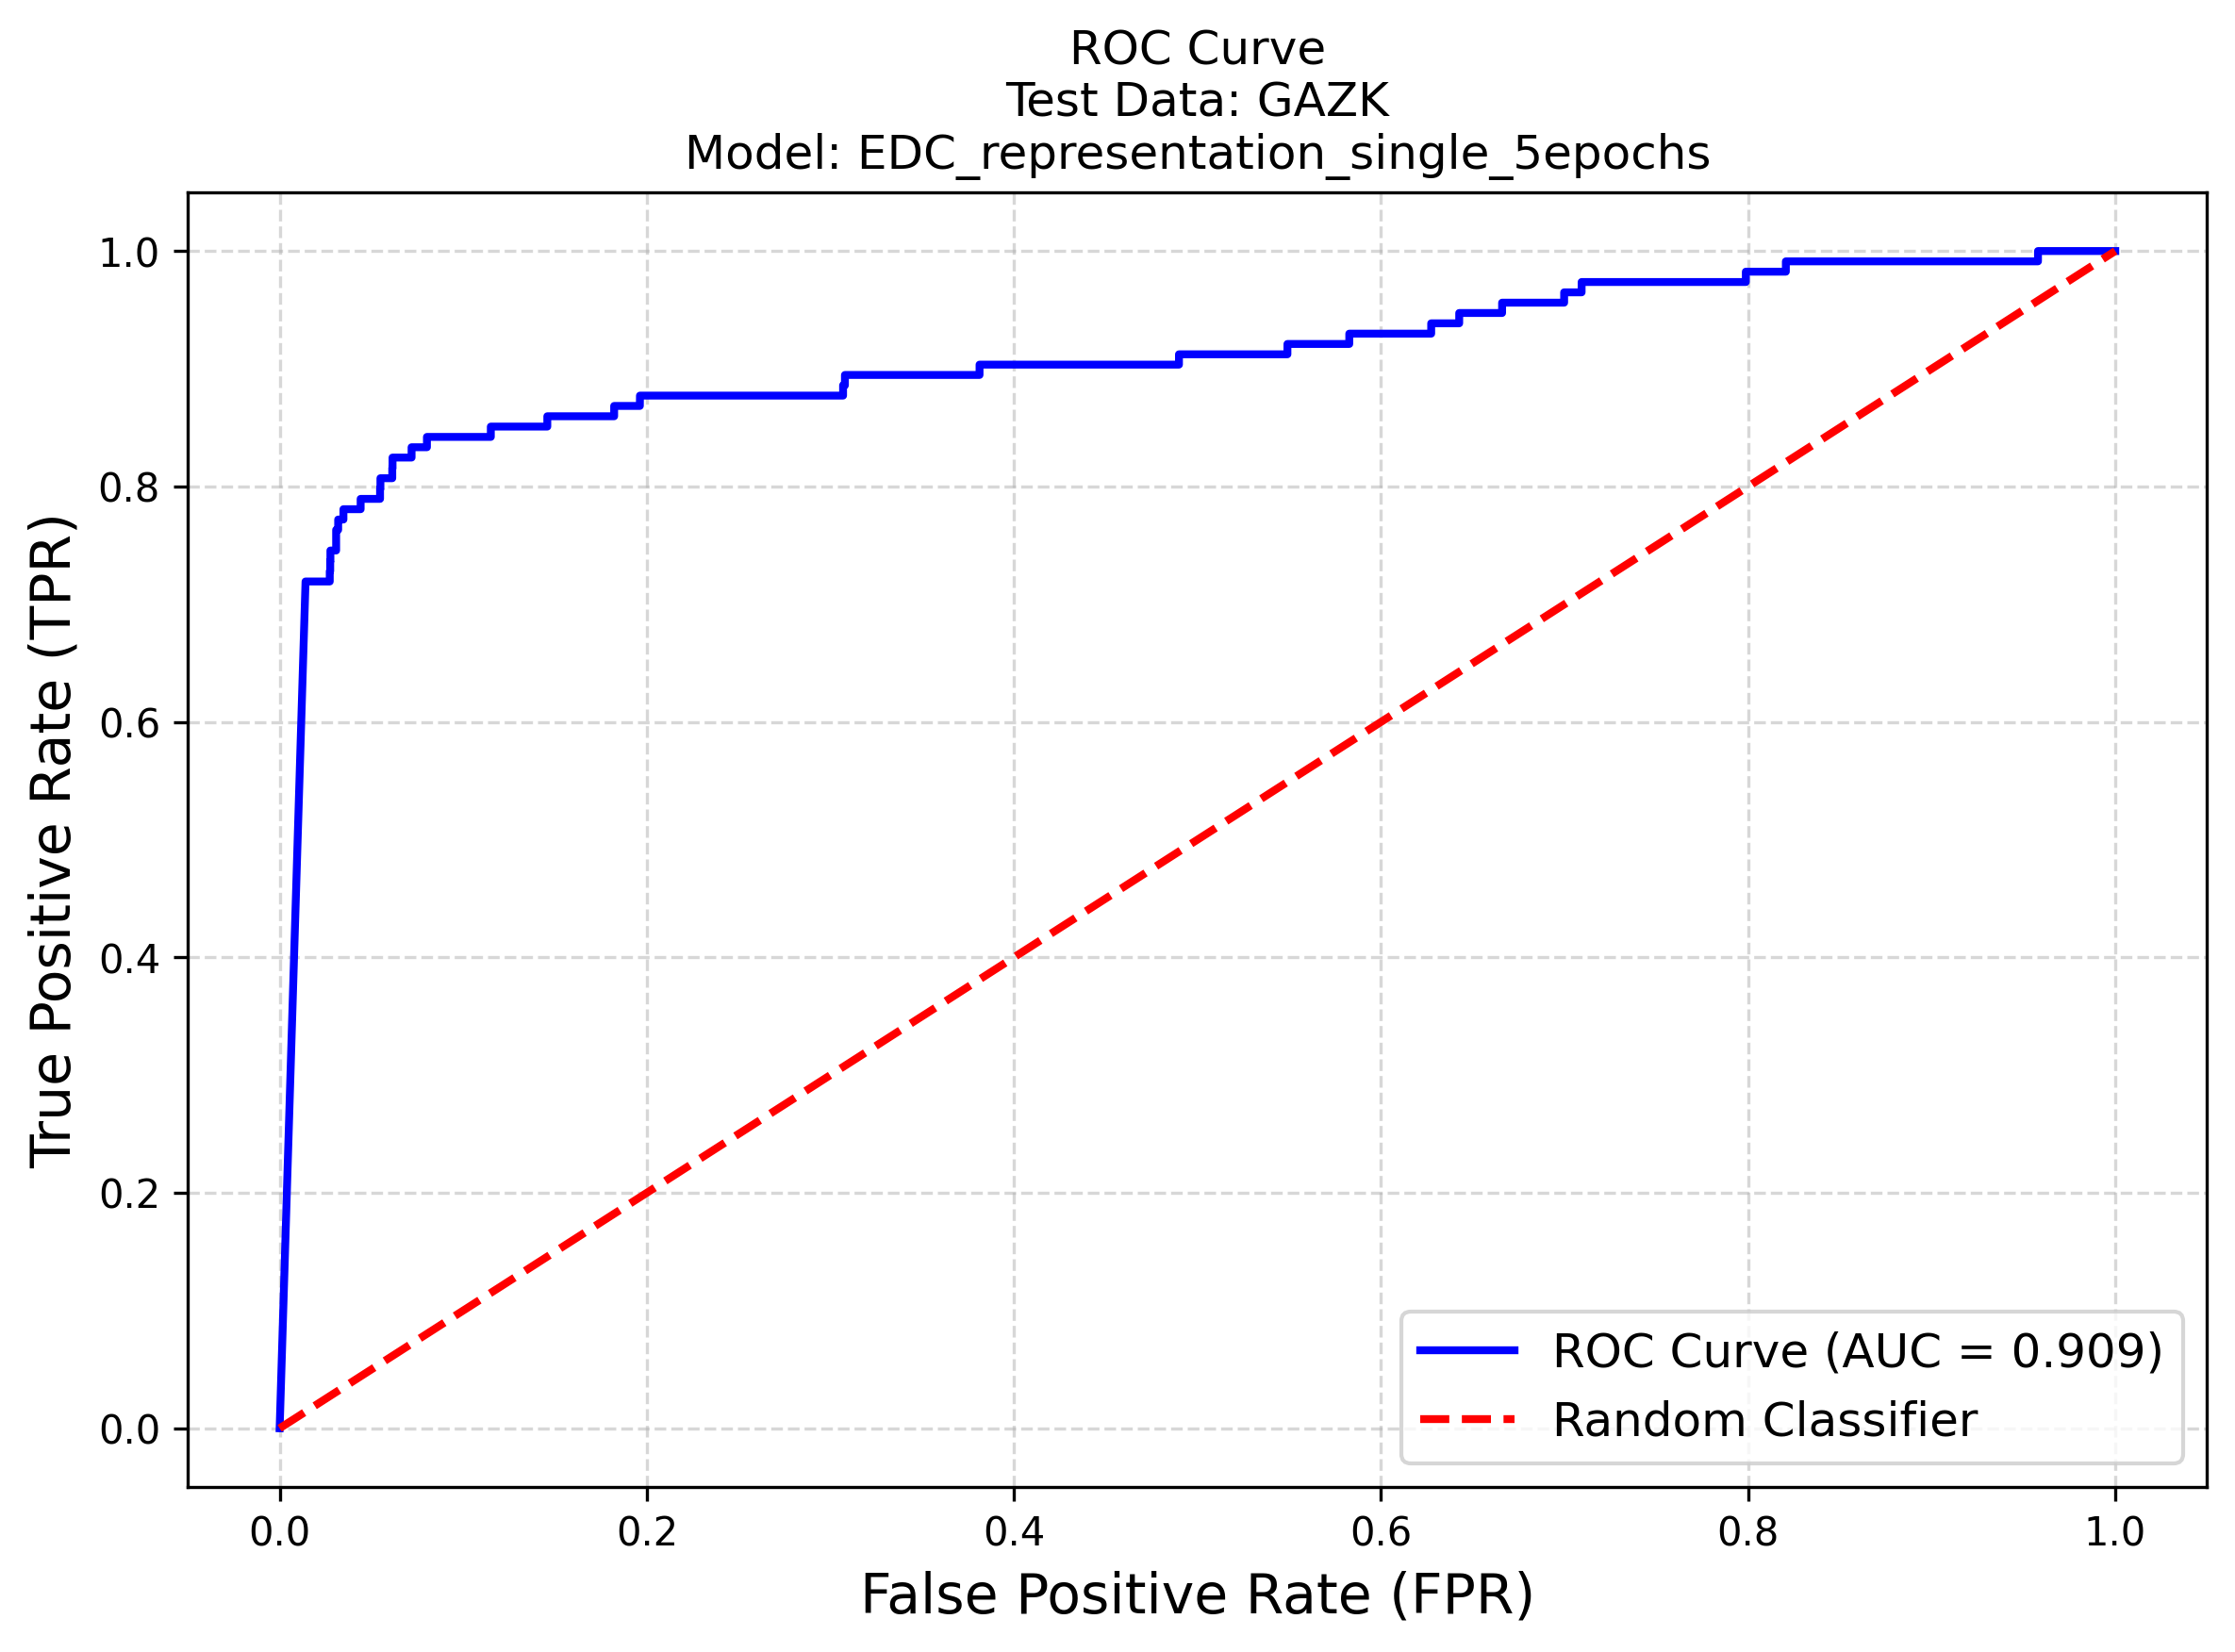 ROC Curve
Test Data: GAZK
Model: EDC_representation_single_5epochs
True Positive Rate (TPR)
1.0
0.8
0.6
0.4
0.2
0.0
ROC Curve (AUC = 0.909)
Random Classifier
0.0 0.2 0.4 0.6 0.8 1.0
False Positive Rate (FPR)